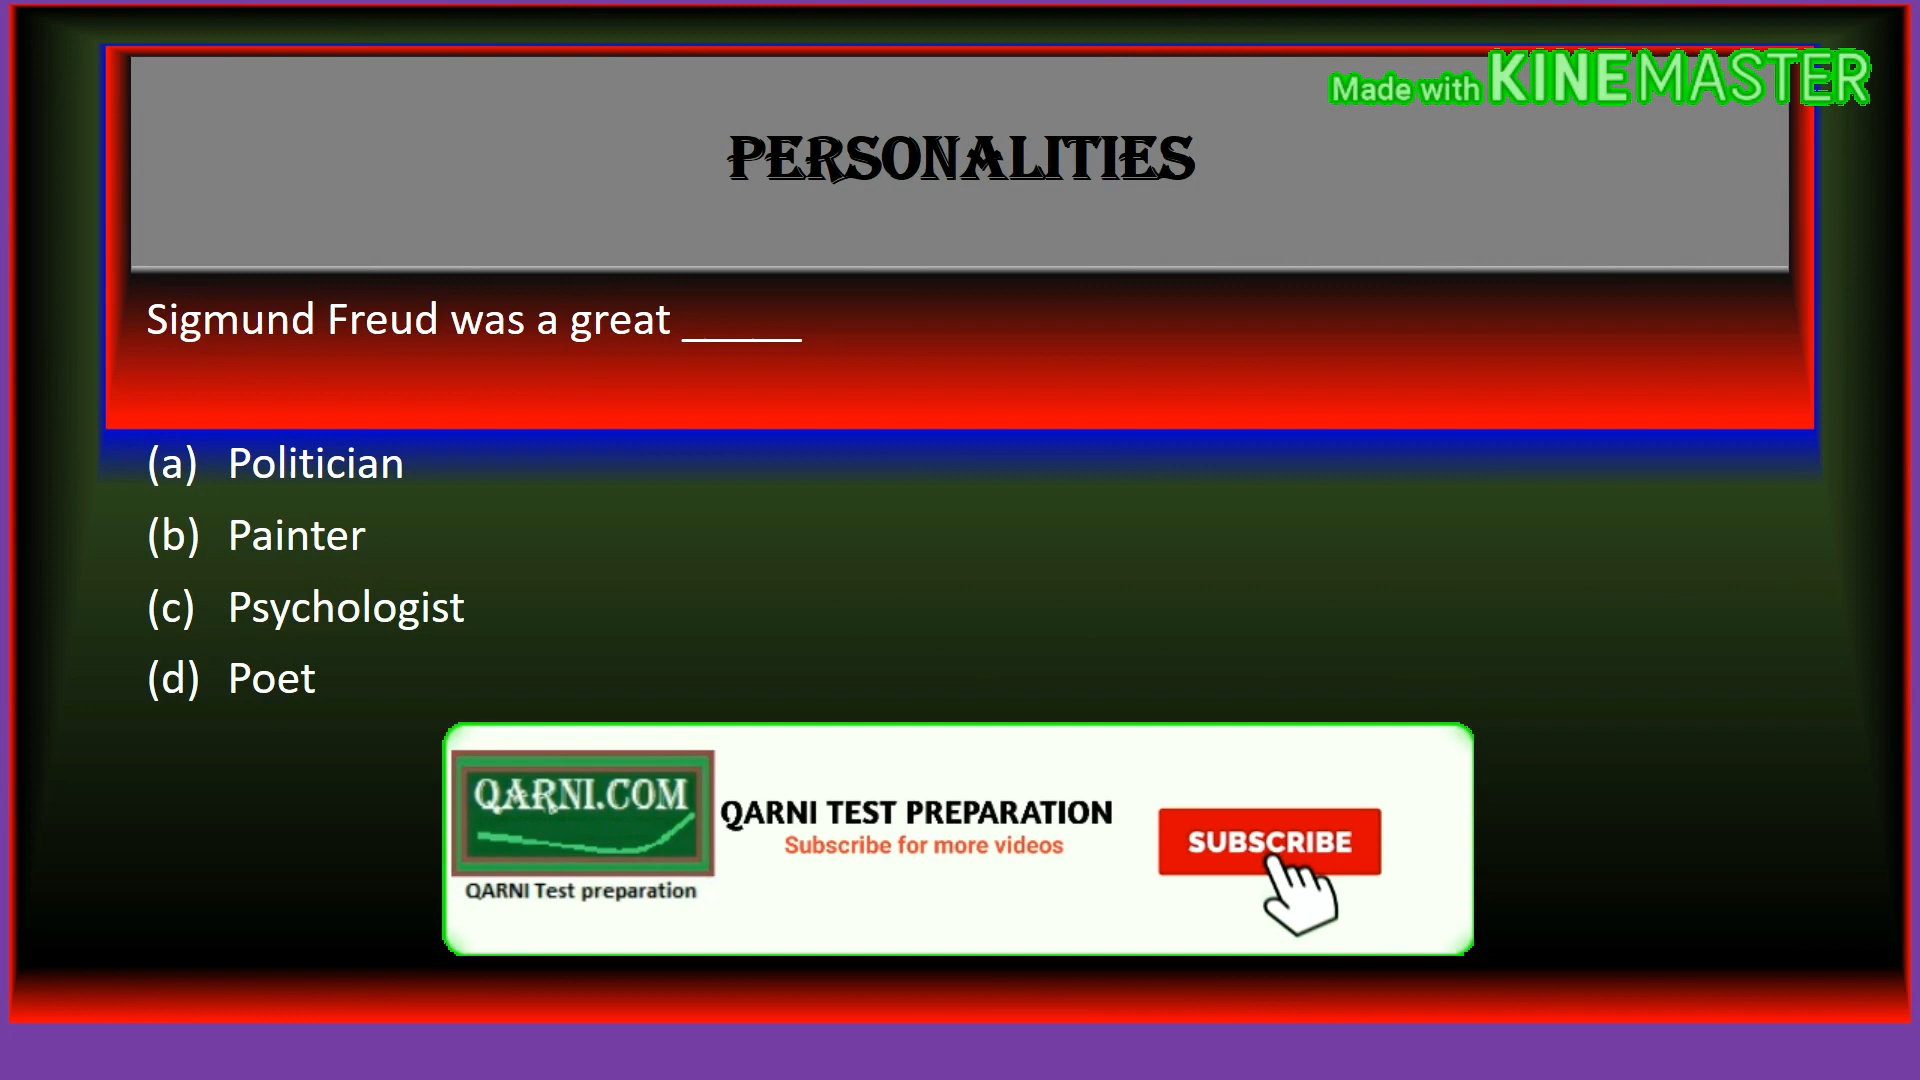 Made with KINEMASTER
PERSONALITIES
Sigmund Freud was a great _____
(a) Politician
(b) Painter
(c) Psychologist
(d) Poet
QARNI.COM
QARNI Test preparation
QARNI TEST PREPARATION
Subscribe for more videos
SUBSCRIBE